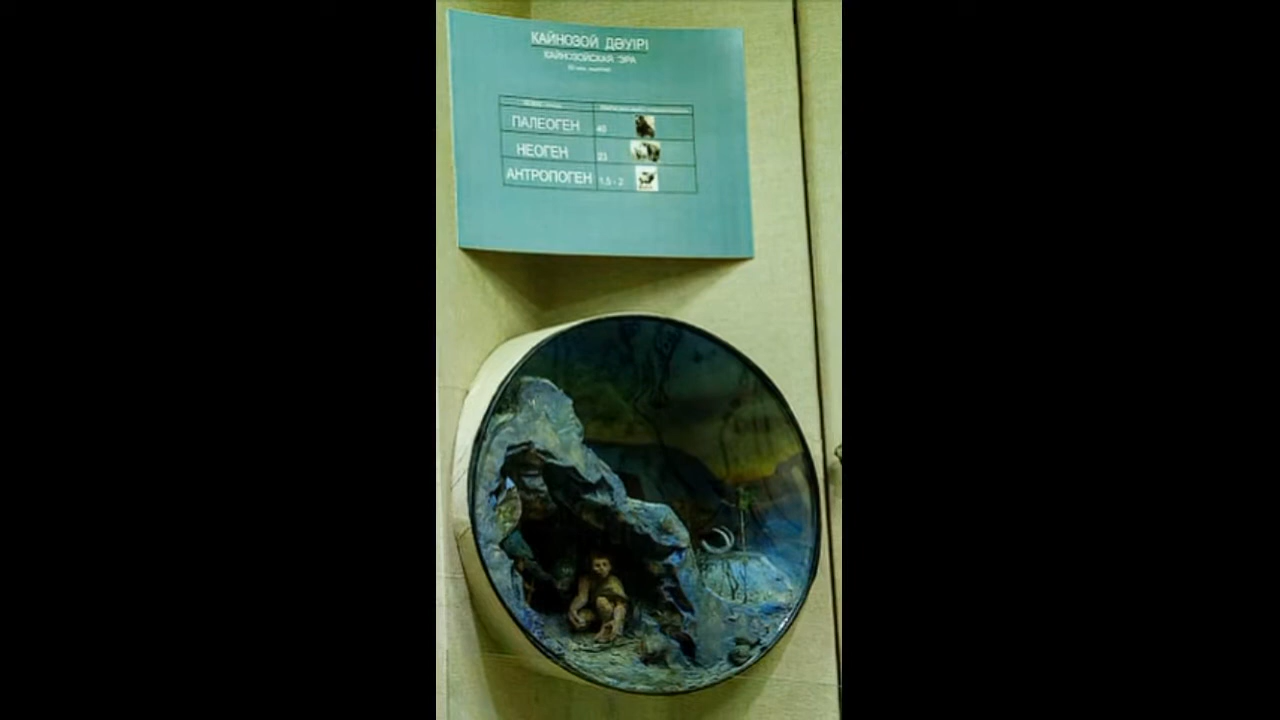 КАЙНОЗОЙ ДӘУІРІ
КАЙНОЗОЙСКАЯ ЭРА
ПАЛЕОГЕН 40
НЕОГЕН 23
АНТРОПОГЕН 1,5 - 2